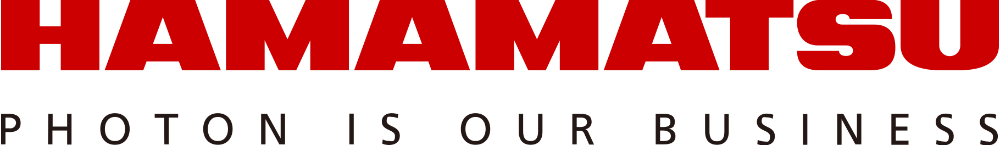 HAMAMATSU
PHOTON IS OUR BUSINESS